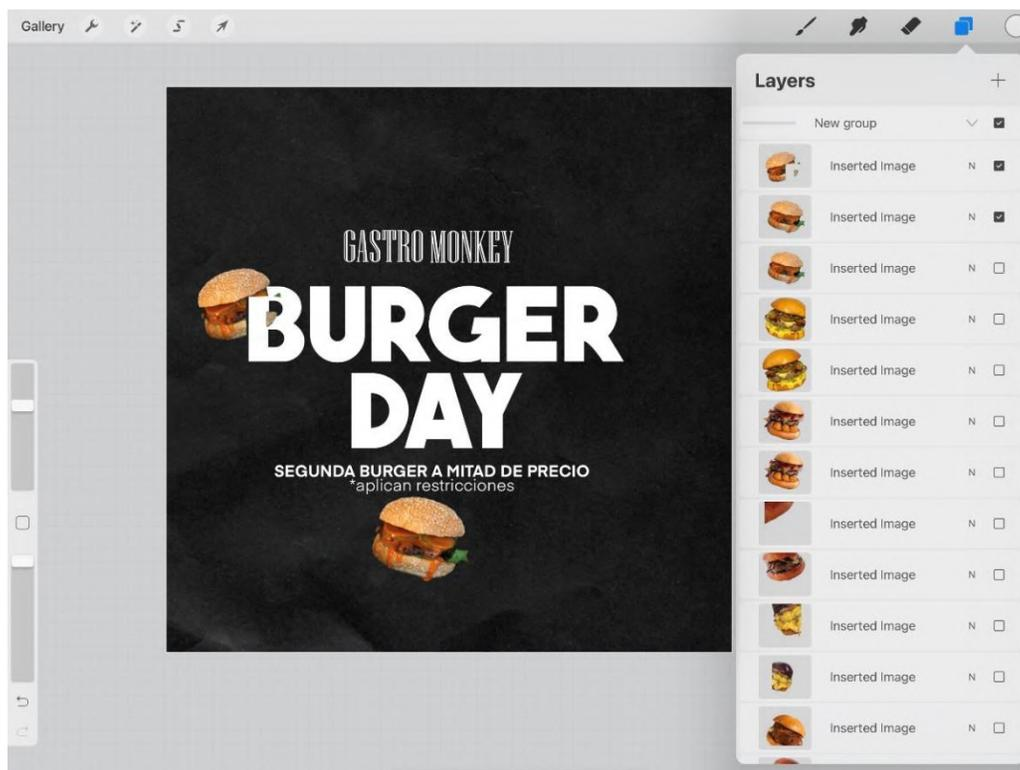 Gallery
Layers
New group
Inserted Image N
Inserted Image N
Inserted Image N
Inserted Image N
Inserted Image N
Inserted Image N
Inserted Image N
Inserted Image N
Inserted Image N
Inserted Image N
Inserted Image N
Inserted Image N
GASTRO MONKEY
BURGER
DAY
SEGUNDA BURGER A MITAD DE PRECIO
*aplican restricciones